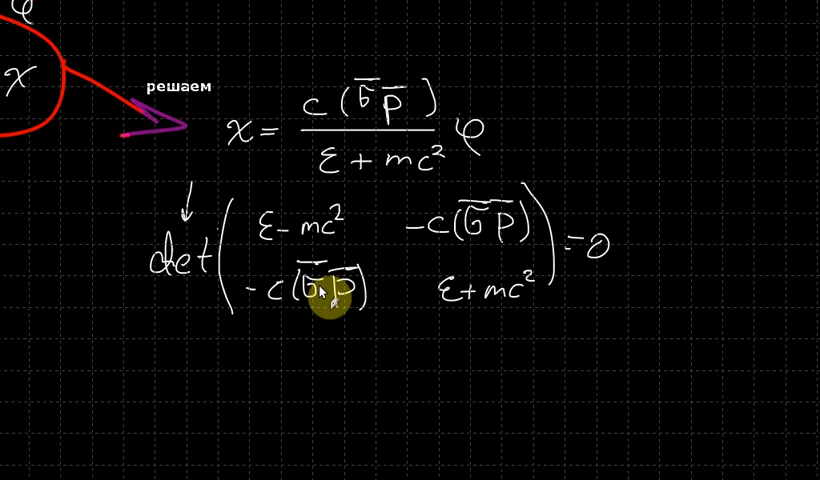 φ
χ
решаем
χ = c(σ̄ p̄) / ε + mc² φ
det ( ε - mc² -c(σ̄ p̄)
-c(σ̄ p̄) ε + mc² ) = 0